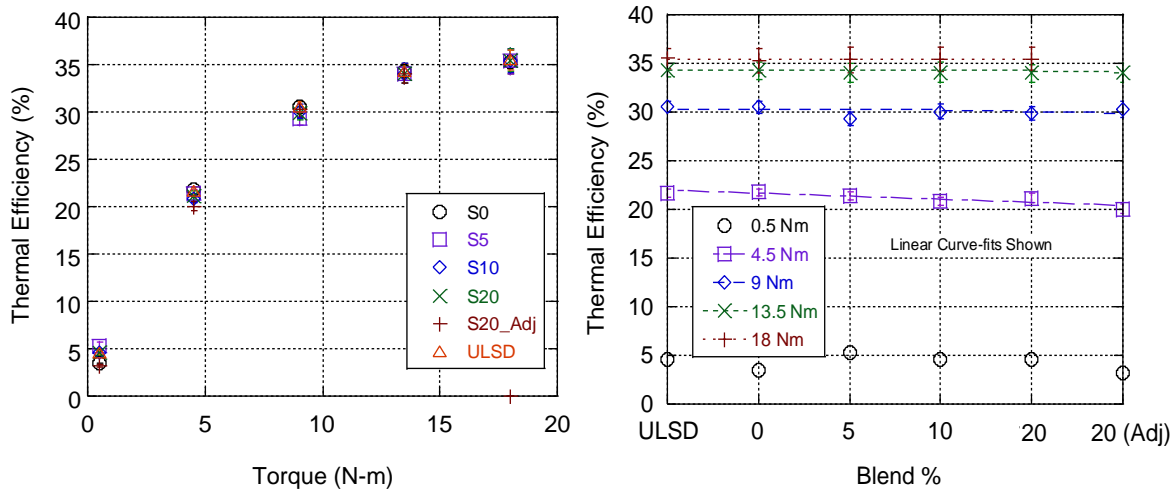 40
35
30
25
20
15
10
5
0
Thermal Efficiency (%)
S0
S5
S10
S20
S20_Adj
ULSD
0
5
10
15
20
Torque (N-m)
40
35
30
25
20
15
10
5
0
Thermal Efficiency (%)
0.5 Nm
4.5 Nm
9 Nm
13.5 Nm
18 Nm
Linear Curve-fits Shown
ULSD
0
5
10
20
20 (Adj)
Blend %